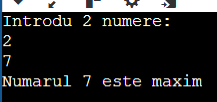 Introdu 2 numere:
2
7
Numarul 7 este maxim